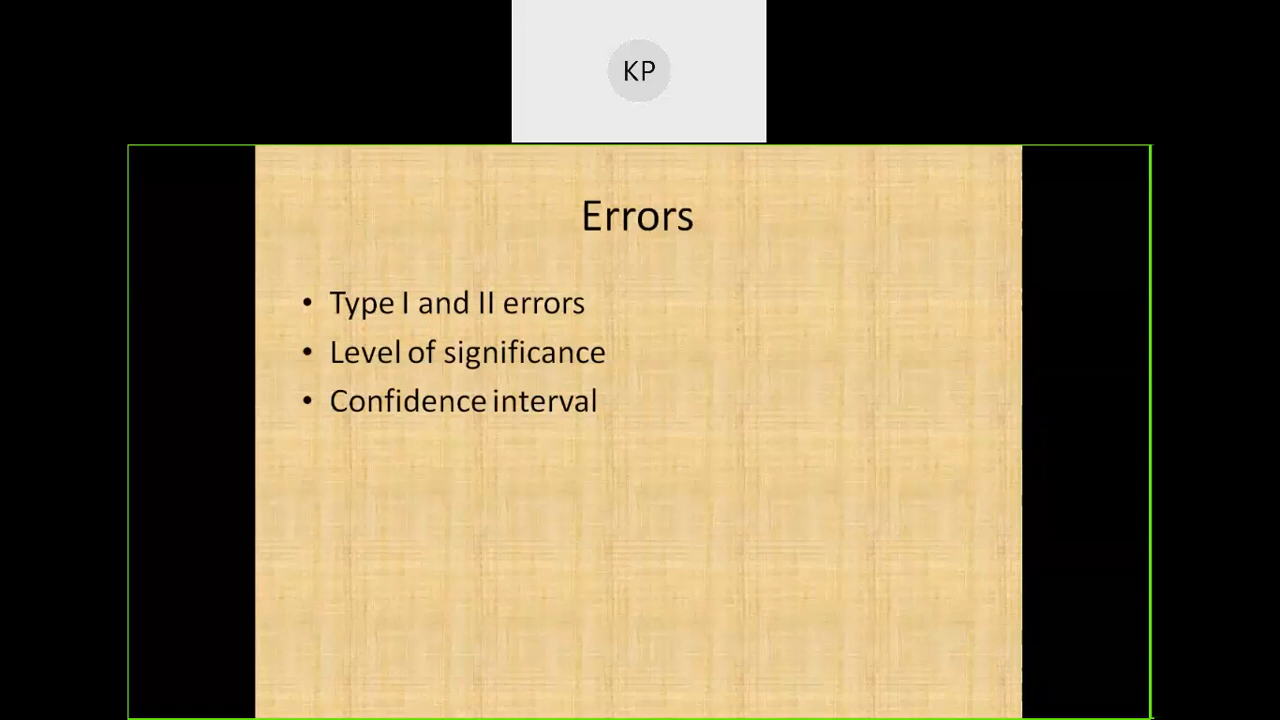 KP
Errors
• Type I and II errors
• Level of significance
• Confidence interval